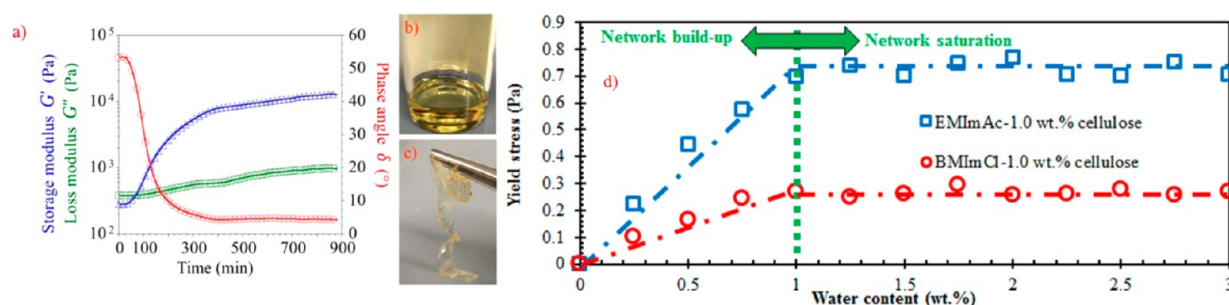 a)
10⁵
10⁴
10³
10²
Storage modulus G' (Pa)
Loss modulus G'' (Pa)
60
50
40
30
20
10
0
Phase angle δ (°)
0 100 300 500 700 900
Time (min)
b)
c)
d)
0.9
0.8
0.7
0.6
0.5
0.4
0.3
0.2
0.1
0
Yield stress (Pa)
Network build-up
Network saturation
EMImAc-1.0 wt.% cellulose
BMImCl-1.0 wt.% cellulose
0 0.5 1 1.5 2 2.5 3
Water content (wt.%)